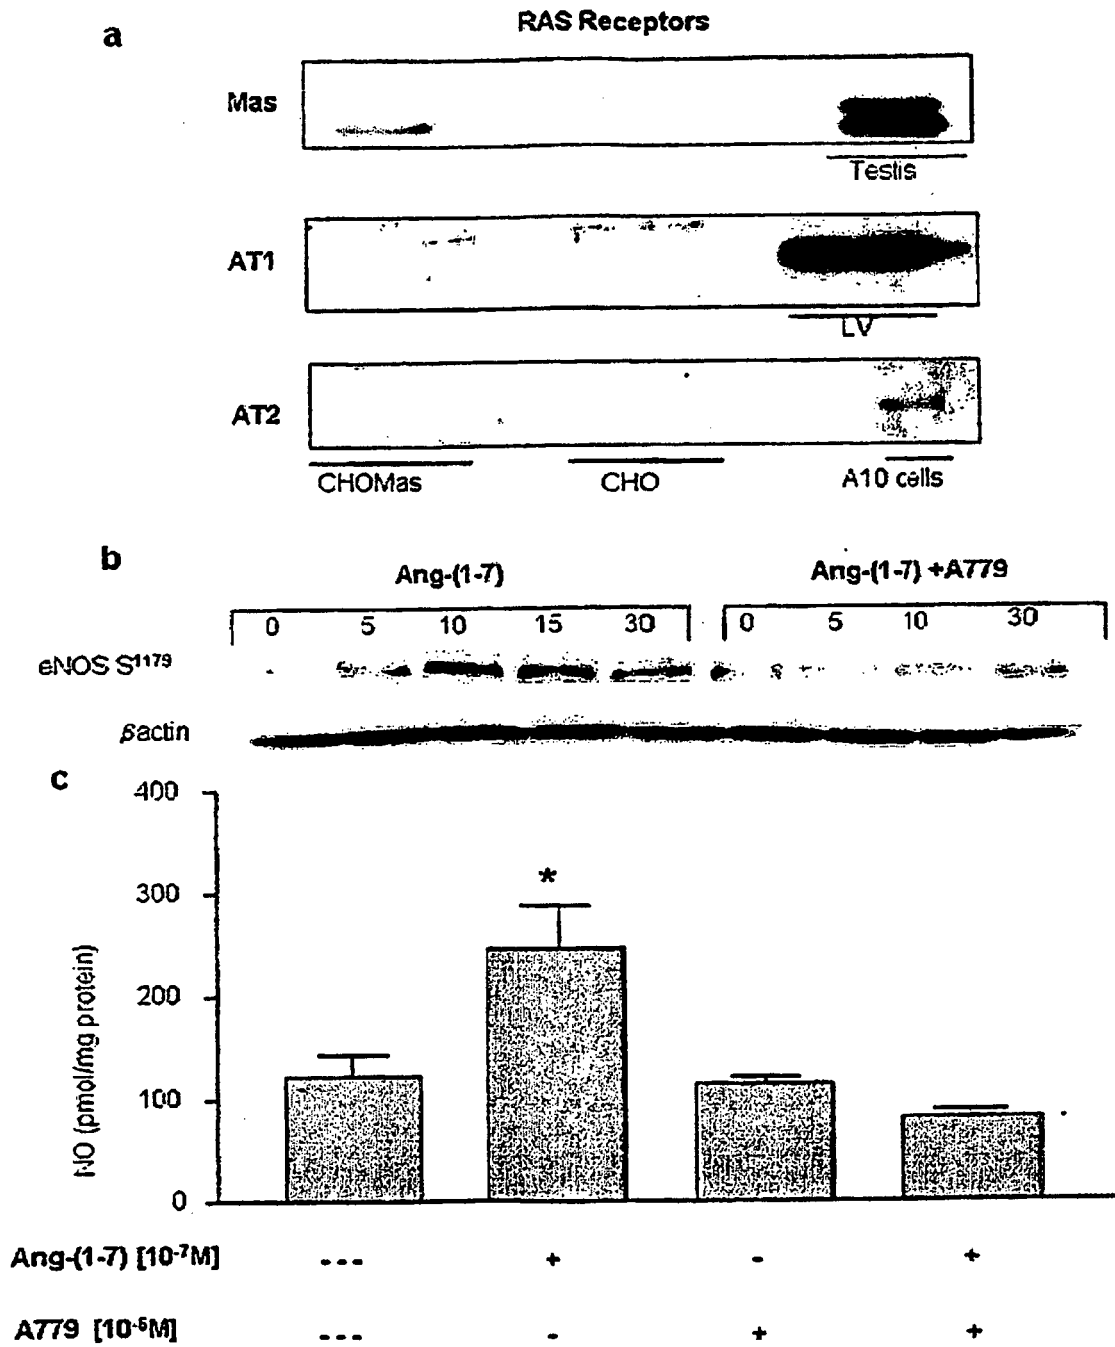 a
RAS Receptors
Mas
Testis
AT1
LV
AT2
CHOMas CHO A10 cells
b
Ang-(1-7) Ang-(1-7) +A779
0 5 10 15 30 0 5 10 30
eNOS S¹¹⁷⁹
βactin
c
400
300
200
100
0
NO (pmol/mg protein)
*
Ang-(1-7) [10⁻⁷M] --- + - +
A779 [10⁻⁵M] --- - + +